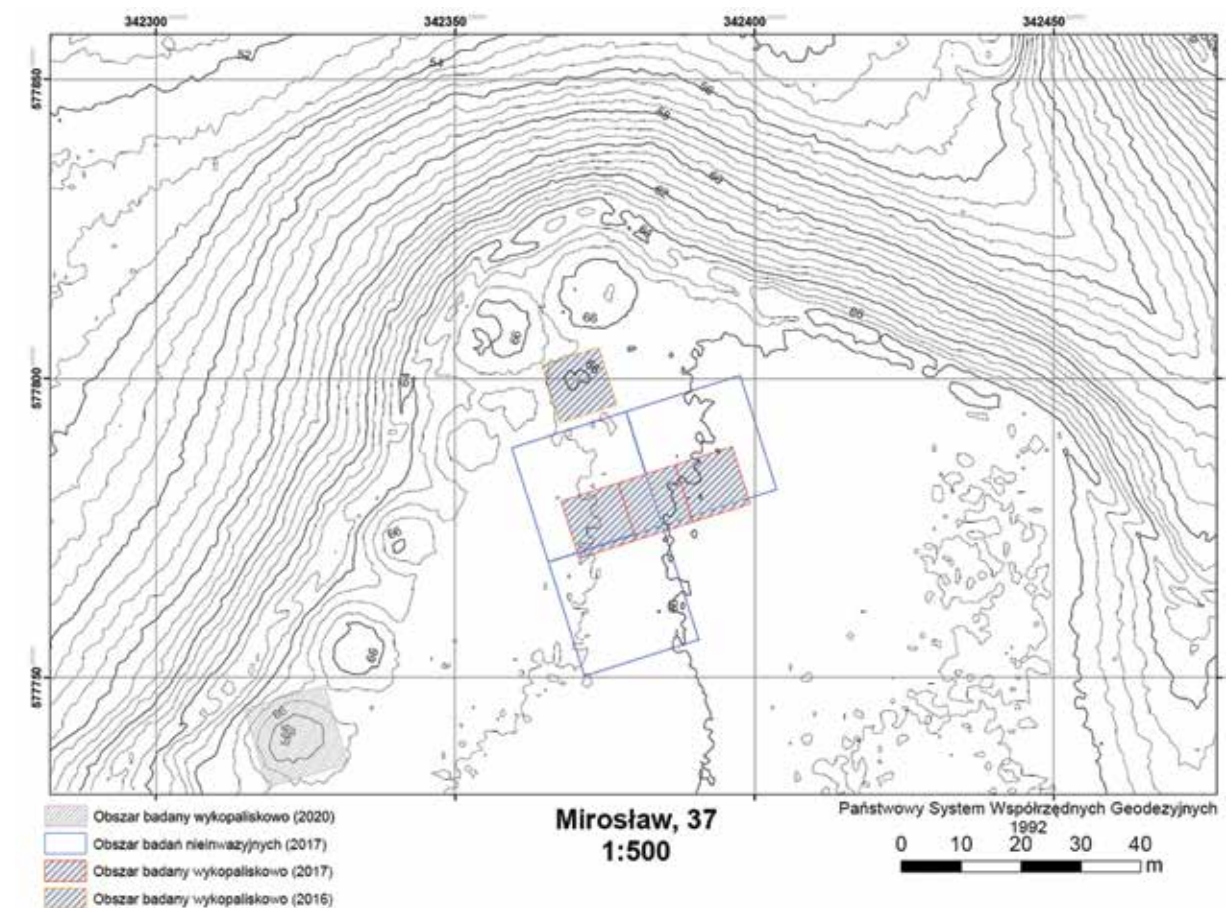 342300 342350 342400 342450
577850
577800
577750
52
54
56
58
60
62
64
66
66
66
64
66
66
66
Obszar badany wykopaliskowo (2020)
Obszar badań nieinwazyjnych (2017)
Obszar badany wykopaliskowo (2017)
Obszar badany wykopaliskowo (2016)
Mirosław, 37
1:500
Państwowy System Współrzędnych Geodezyjnych
1992
0 10 20 30 40
m